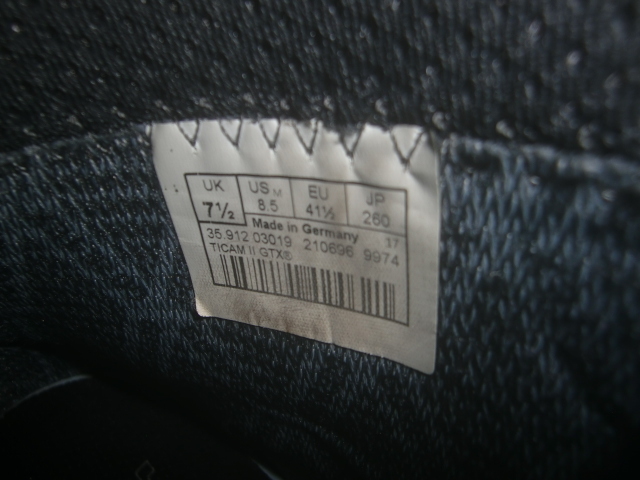 UK US M EU JP
7½ 8.5 41½ 260
Made in Germany 17
35.912 03019 210696 9974
TICAM II GTX®